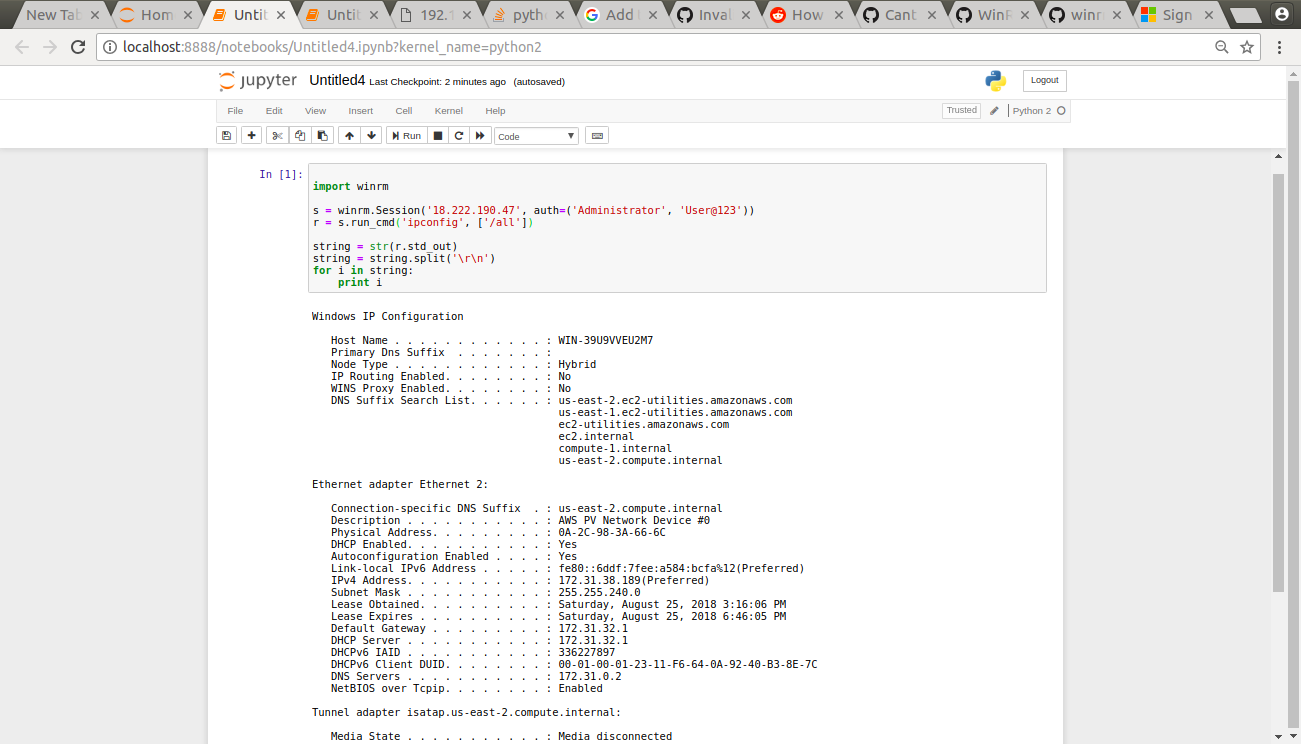 New Tab Hom Untit Untit 192.1 pyth Add Inval How Cant WinR winr Sign
localhost:8888/notebooks/Untitled4.ipynb?kernel_name=python2
jupyter Untitled4 Last Checkpoint: 2 minutes ago (autosaved) Logout
File Edit View Insert Cell Kernel Help Trusted Python 2
Run Code
In [1]:
import winrm
s = winrm.Session('18.222.190.47', auth=('Administrator', 'User@123'))
r = s.run_cmd('ipconfig', ['/all'])
string = str(r.std_out)
string = string.split('\r\n')
for i in string:
    print i
Windows IP Configuration
   Host Name . . . . . . . . . . . . : WIN-39U9VVEU2M7
   Primary Dns Suffix  . . . . . . . :
   Node Type . . . . . . . . . . . . : Hybrid
   IP Routing Enabled. . . . . . . . : No
   WINS Proxy Enabled. . . . . . . . : No
   DNS Suffix Search List. . . . . . : us-east-2.ec2-utilities.amazonaws.com
                                       us-east-1.ec2-utilities.amazonaws.com
                                       ec2-utilities.amazonaws.com
                                       ec2.internal
                                       compute-1.internal
                                       us-east-2.compute.internal
Ethernet adapter Ethernet 2:
   Connection-specific DNS Suffix  . : us-east-2.compute.internal
   Description . . . . . . . . . . . : AWS PV Network Device #0
   Physical Address. . . . . . . . . : 0A-2C-98-3A-66-6C
   DHCP Enabled. . . . . . . . . . . : Yes
   Autoconfiguration Enabled . . . . : Yes
   Link-local IPv6 Address . . . . . : fe80::6ddf:7fee:a584:bcfa%12(Preferred)
   IPv4 Address. . . . . . . . . . . : 172.31.38.189(Preferred)
   Subnet Mask . . . . . . . . . . . : 255.255.240.0
   Lease Obtained. . . . . . . . . . : Saturday, August 25, 2018 3:16:06 PM
   Lease Expires . . . . . . . . . . : Saturday, August 25, 2018 6:46:05 PM
   Default Gateway . . . . . . . . . : 172.31.32.1
   DHCP Server . . . . . . . . . . . : 172.31.32.1
   DHCPv6 IAID . . . . . . . . . . . : 336227897
   DHCPv6 Client DUID. . . . . . . . : 00-01-00-01-23-11-F6-64-0A-92-40-B3-8E-7C
   DNS Servers . . . . . . . . . . . : 172.31.0.2
   NetBIOS over Tcpip. . . . . . . . : Enabled
Tunnel adapter isatap.us-east-2.compute.internal:
   Media State . . . . . . . . . . . : Media disconnected